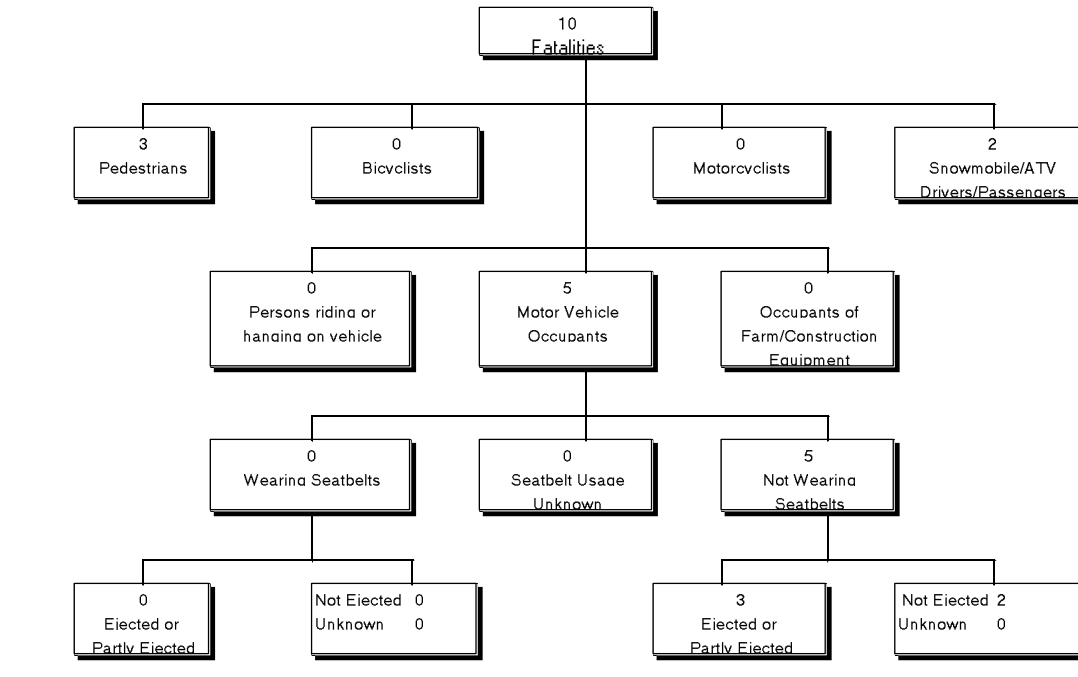 10
Fatalities
3
Pedestrians
0
Bicyclists
0
Motorcyclists
2
Snowmobile/ATV
Drivers/Passengers
0
Persons riding or
hanging on vehicle
5
Motor Vehicle
Occupants
0
Occupants of
Farm/Construction
Equipment
0
Wearing Seatbelts
0
Seatbelt Usage
Unknown
5
Not Wearing
Seatbelts
0
Ejected or
Partly Ejected
Not Ejected 0
Unknown 0
3
Ejected or
Partly Ejected
Not Ejected 2
Unknown 0